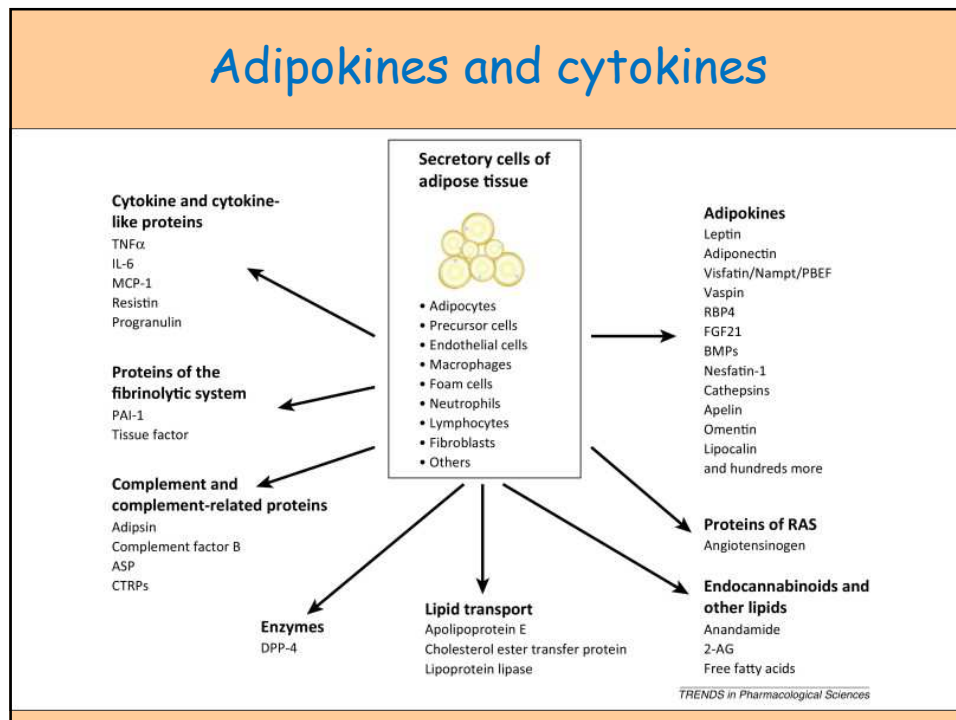 Adipokines and cytokines
Secretory cells of
adipose tissue
• Adipocytes
• Precursor cells
• Endothelial cells
• Macrophages
• Foam cells
• Neutrophils
• Lymphocytes
• Fibroblasts
• Others
Cytokine and cytokine-
like proteins
TNFα
IL-6
MCP-1
Resistin
Progranulin
Proteins of the
fibrinolytic system
PAI-1
Tissue factor
Complement and
complement-related proteins
Adipsin
Complement factor B
ASP
CTRPs
Enzymes
DPP-4
Lipid transport
Apolipoprotein E
Cholesterol ester transfer protein
Lipoprotein lipase
Adipokines
Leptin
Adiponectin
Visfatin/Nampt/PBEF
Vaspin
RBP4
FGF21
BMPs
Nesfatin-1
Cathepsins
Apelin
Omentin
Lipocalin
and hundreds more
Proteins of RAS
Angiotensinogen
Endocannabinoids and
other lipids
Anandamide
2-AG
Free fatty acids
TRENDS in Pharmacological Sciences